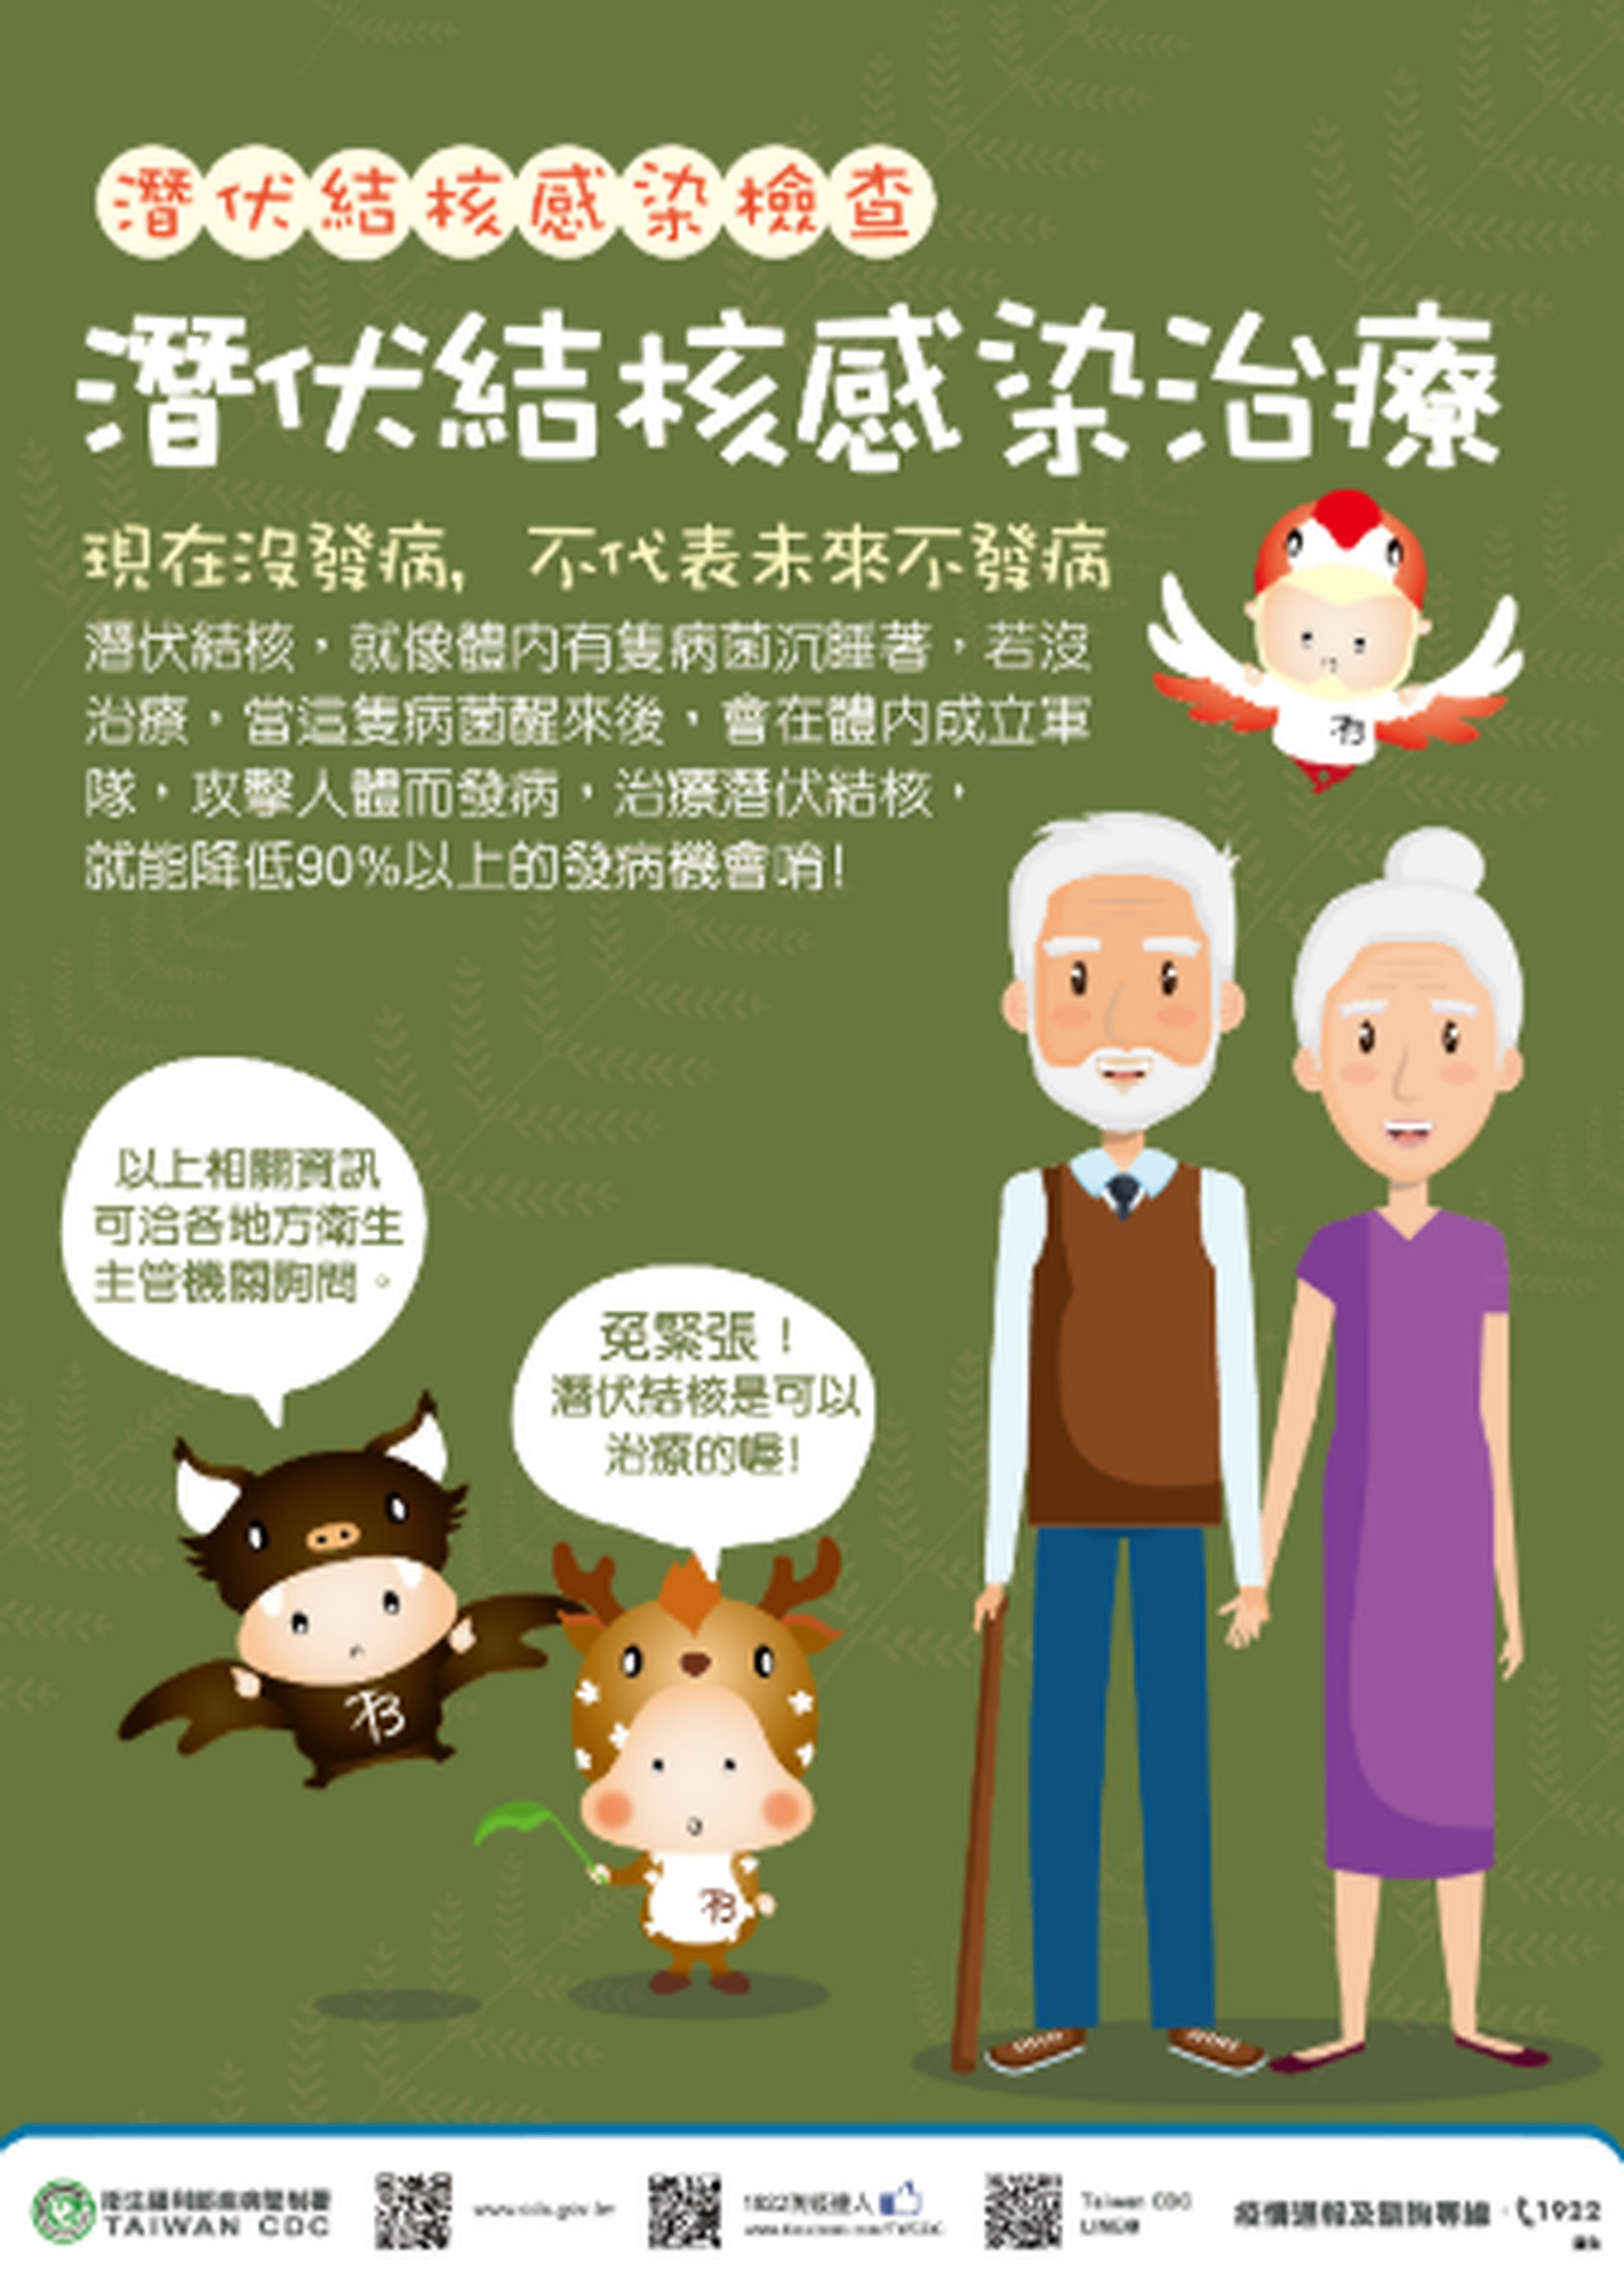 潛伏結核感染檢查
潛伏結核感染治療
現在沒發病, 不代表未來不發病
潛伏結核,就像體內有隻病菌沉睡著,若沒
治療,當這隻病菌醒來後,會在體內成立軍
隊,攻擊人體而發病,治療潛伏結核,
就能降低90%以上的發病機會唷!
以上相關資訊
可洽各地方衛生
主管機關詢問。
免緊張!
潛伏結核是可以
治療的喔!
衛生福利部疾病管制署
TAIWAN CDC
www.cdc.gov.tw
1922防疫達人
Taiwan CDC
LINE@
疫情通報及諮詢專線:1922